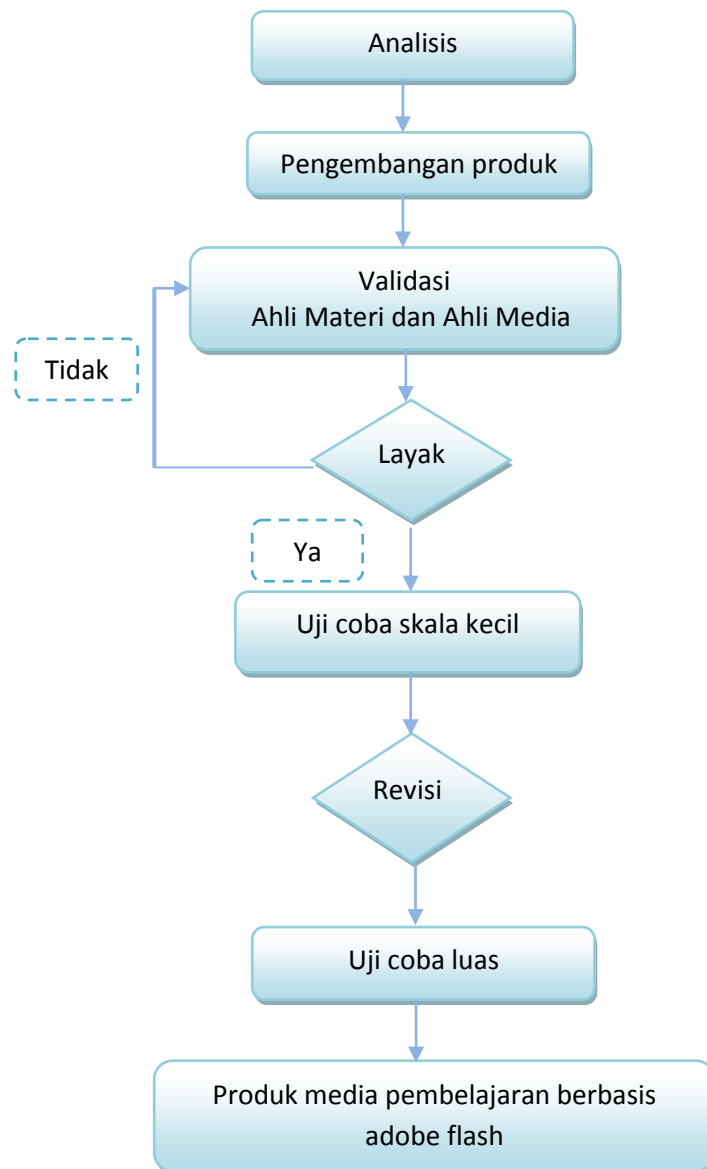 Analisis
Pengembangan produk
Validasi
Ahli Materi dan Ahli Media
Tidak
Layak
Ya
Uji coba skala kecil
Revisi
Uji coba luas
Produk media pembelajaran berbasis
adobe flash